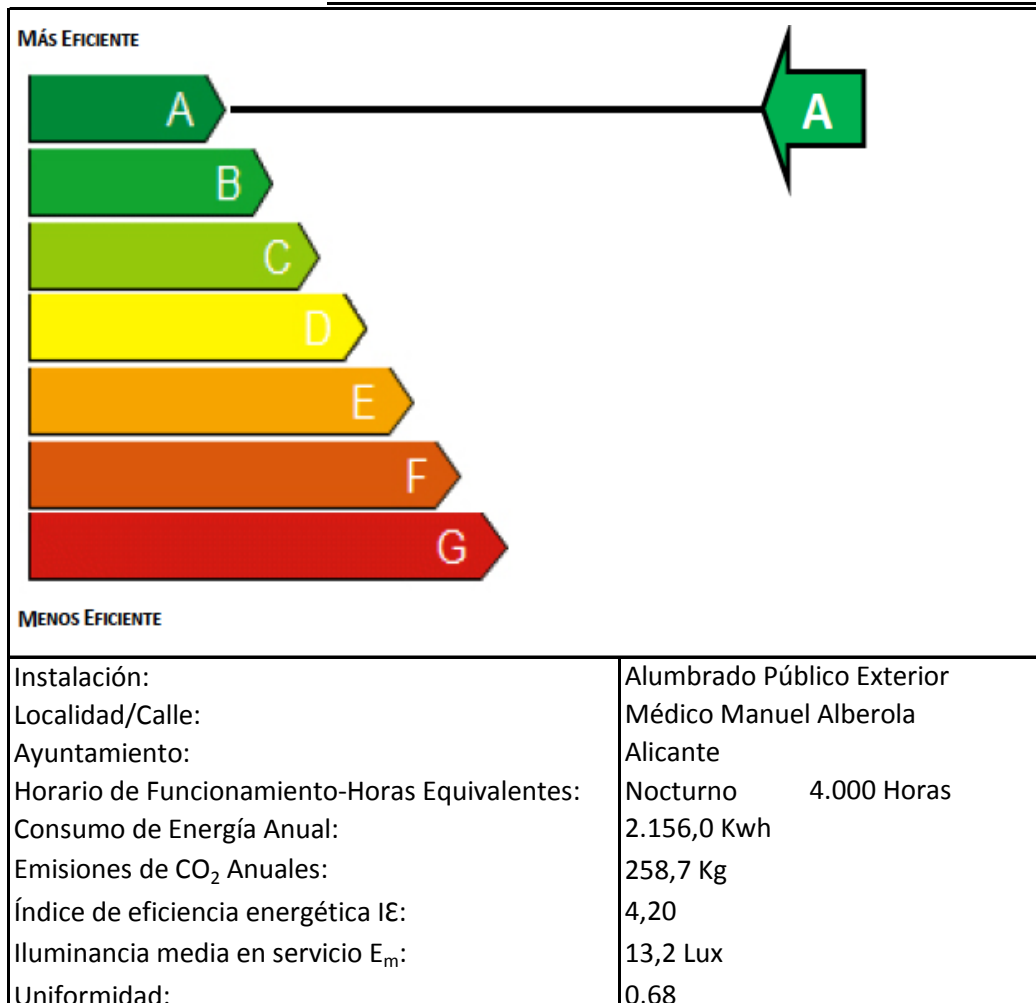 MÁS EFICIENTE
A A
B
C
D
E
F
G
MENOS EFICIENTE
Instalación: Alumbrado Público Exterior
Localidad/Calle: Médico Manuel Alberola
Ayuntamiento: Alicante
Horario de Funcionamiento-Horas Equivalentes: Nocturno 4.000 Horas
Consumo de Energía Anual: 2.156,0 Kwh
Emisiones de CO₂ Anuales: 258,7 Kg
Índice de eficiencia energética IƐ: 4,20
Iluminancia media en servicio Eₘ: 13,2 Lux
Uniformidad: 0,68